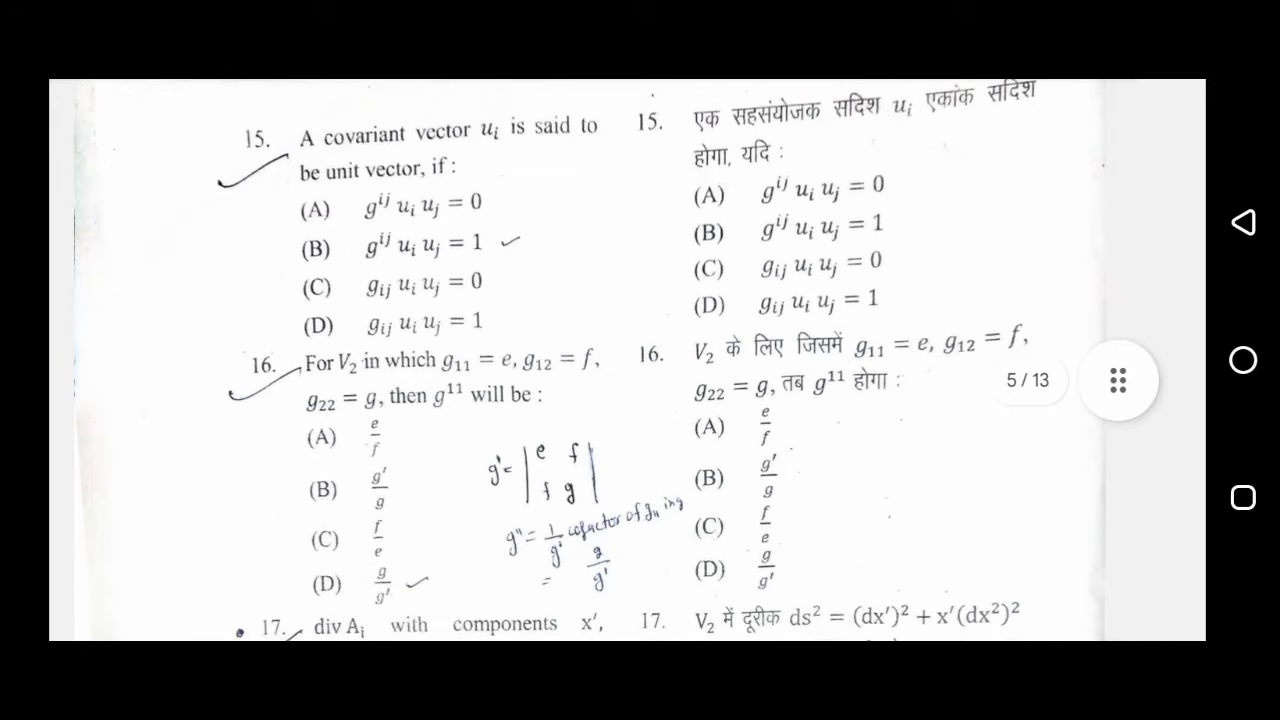 15. A covariant vector uᵢ is said to
be unit vector, if :
(A) gⁱʲ uᵢ uⱼ = 0
(B) gⁱʲ uᵢ uⱼ = 1 ✓
(C) gᵢⱼ uᵢ uⱼ = 0
(D) gᵢⱼ uᵢ uⱼ = 1
16. For V₂ in which g₁₁ = e, g₁₂ = f,
g₂₂ = g, then g¹¹ will be :
(A) e/f
(B) g′/g
(C) f/e
(D) g/g′ ✓
g' = | e f
f g |
g" = 1/g' cofactor of g₁₁ in g
= g/g'
17. div Aⱼ with components x′,
15. एक सहसंयोजक सदिश uᵢ एकांक सदिश
होगा, यदि :
(A) gⁱʲ uᵢ uⱼ = 0
(B) gⁱʲ uᵢ uⱼ = 1
(C) gᵢⱼ uᵢ uⱼ = 0
(D) gᵢⱼ uᵢ uⱼ = 1
16. V₂ के लिए जिसमें g₁₁ = e, g₁₂ = f,
g₂₂ = g, तब g¹¹ होगा :
(A) e/f
(B) g′/g
(C) f/e
(D) g/g′
17. V₂ में दूरीक ds² = (dx′)² + x′(dx²)²
5 / 13